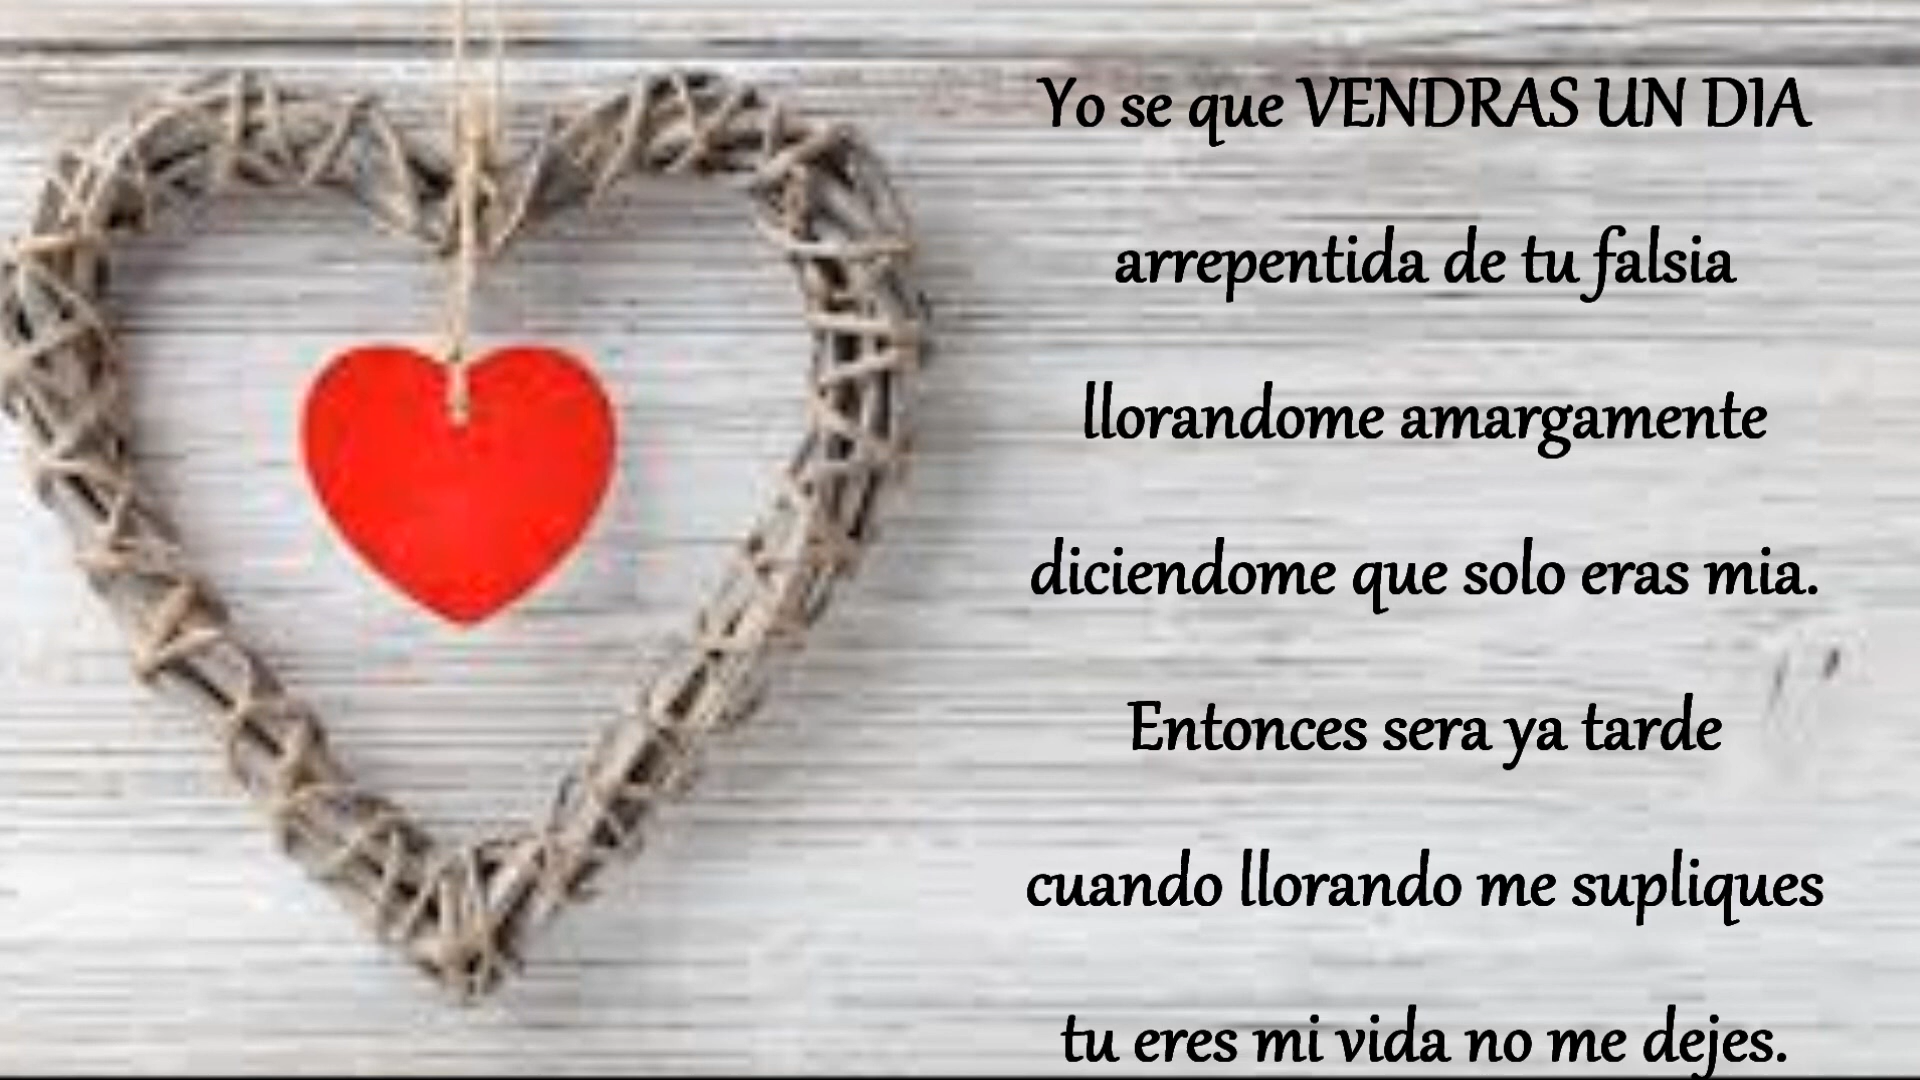 Yo se que VENDRAS UN DIA
arrepentida de tu falsia
llorandome amargamente
diciendome que solo eras mia.
Entonces sera ya tarde
cuando llorando me supliques
tu eres mi vida no me dejes.